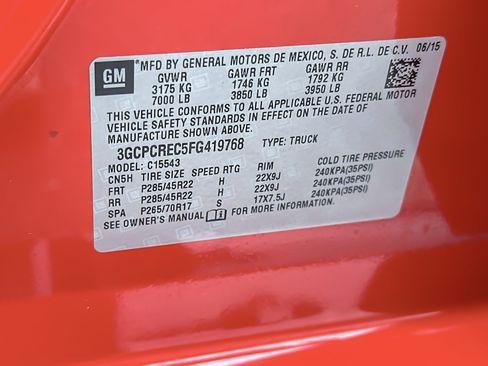 GM MFD BY GENERAL MOTORS DE MEXICO, S. DE R.L. DE C.V. 06/15
GVWR GAWR FRT GAWR RR
3175 KG 1746 KG 1792 KG
7000 LB 3850 LB 3950 LB
THIS VEHICLE CONFORMS TO ALL APPLICABLE U.S. FEDERAL MOTOR
VEHICLE SAFETY STANDARDS IN EFFECT ON THE DATE OF
MANUFACTURE SHOWN ABOVE.
3GCPCREC5FG419768 TYPE: TRUCK
MODEL: C15543
CN5H TIRE SIZE SPEED RTG RIM COLD TIRE PRESSURE
FRT P285/45R22 H 22X9J 240KPA(35PSI)
RR P285/45R22 H 22X9J 240KPA(35PSI)
SPA P265/70R17 17X7.5J 240KPA(35PSI)
SEE OWNER'S MANUAL FOR MORE INFORMATION.